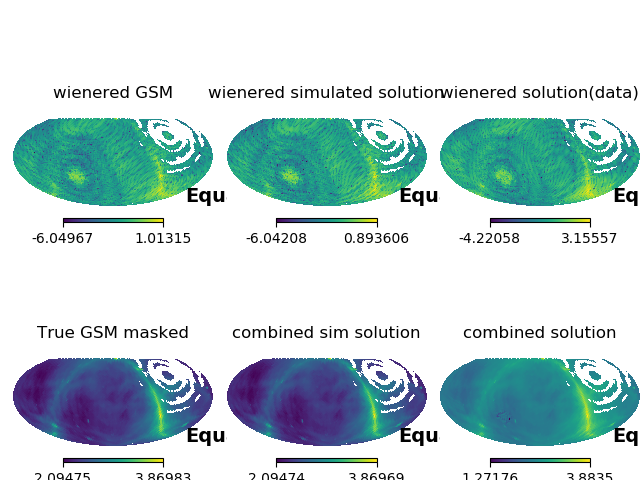 wienered GSM
wienered simulated solution
wienered solution(data)
Equ
Equ
Eq
-6.04967 1.01315
-6.04208 0.893606
-4.22058 3.15557
True GSM masked
combined sim solution
combined solution
Equ
Equ
Eq
2.09475 3.86983
2.09474 3.86969
1.27176 3.8835